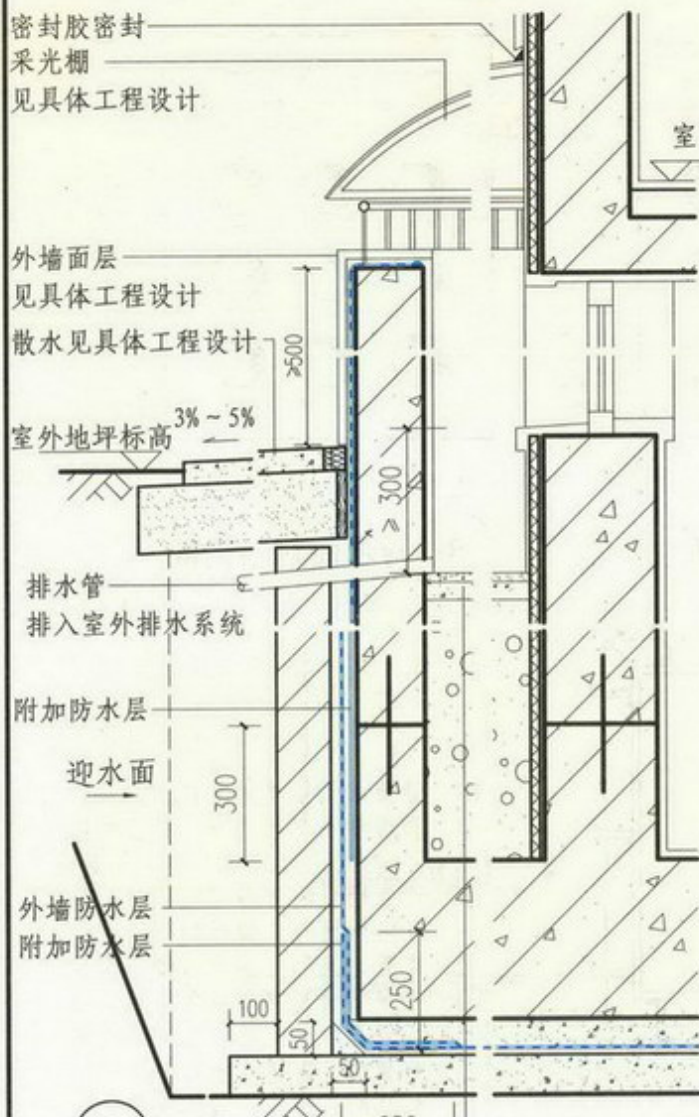 密封胶密封
采光棚
见具体工程设计
室
外墙面层
见具体工程设计
散水见具体工程设计
≥500
3%~5%
室外地坪标高
≥300
排水管
排入室外排水系统
附加防水层
迎水面
300
外墙防水层
附加防水层
250
100
50
50